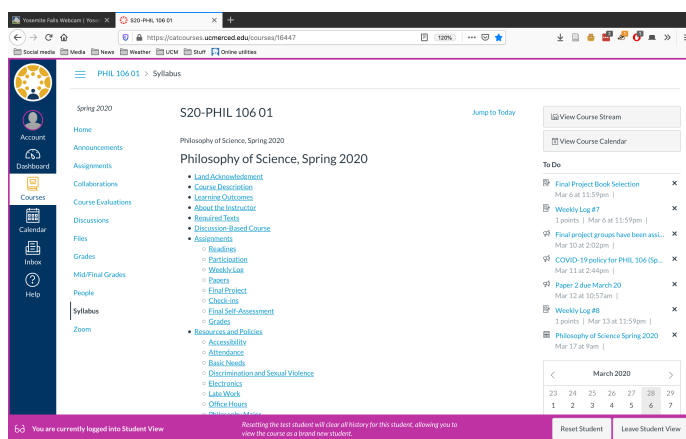 Yosemite Falls Webcam | Yosem
S20-PHIL 106 01
https://catcourses.ucmerced.edu/courses/16447
120%
Social media
Media
News
Weather
UCM
Stuff
Online utilities
PHIL 106 01 > Syllabus
Account
Dashboard
Courses
Calendar
Inbox
Help
Spring 2020
Home
Announcements
Assignments
Collaborations
Course Evaluations
Discussions
Files
Grades
Mid/Final Grades
People
Syllabus
Zoom
S20-PHIL 106 01
Jump to Today
Philosophy of Science, Spring 2020
Philosophy of Science, Spring 2020
Land Acknowledgment
Course Description
Learning Outcomes
About the Instructor
Required Texts
Discussion-Based Course
Assignments
Readings
Participation
Weekly Log
Papers
Final Project
Check-ins
Final Self-Assessment
Grades
Resources and Policies
Accessibility
Attendance
Basic Needs
Discrimination and Sexual Violence
Electronics
Late Work
Office Hours
Philosophy Major
View Course Stream
View Course Calendar
To Do
Final Project Book Selection
Mar 6 at 11:59pm |
Weekly Log #7
1 points | Mar 6 at 11:59pm |
Final project groups have been assi...
Mar 10 at 2:02pm |
COVID-19 policy for PHIL 106 (Sp...
Mar 11 at 2:44pm |
Paper 2 due March 20
Mar 12 at 10:57am |
Weekly Log #8
1 points | Mar 13 at 11:59pm |
Philosophy of Science Spring 2020
Mar 17 at 9am |
March 2020
23 24 25 26 27 28 29
1 2 3 4 5 6 7
You are currently logged into Student View
Resetting the test student will clear all history for this student, allowing you to
view the course as a brand new student.
Reset Student
Leave Student View